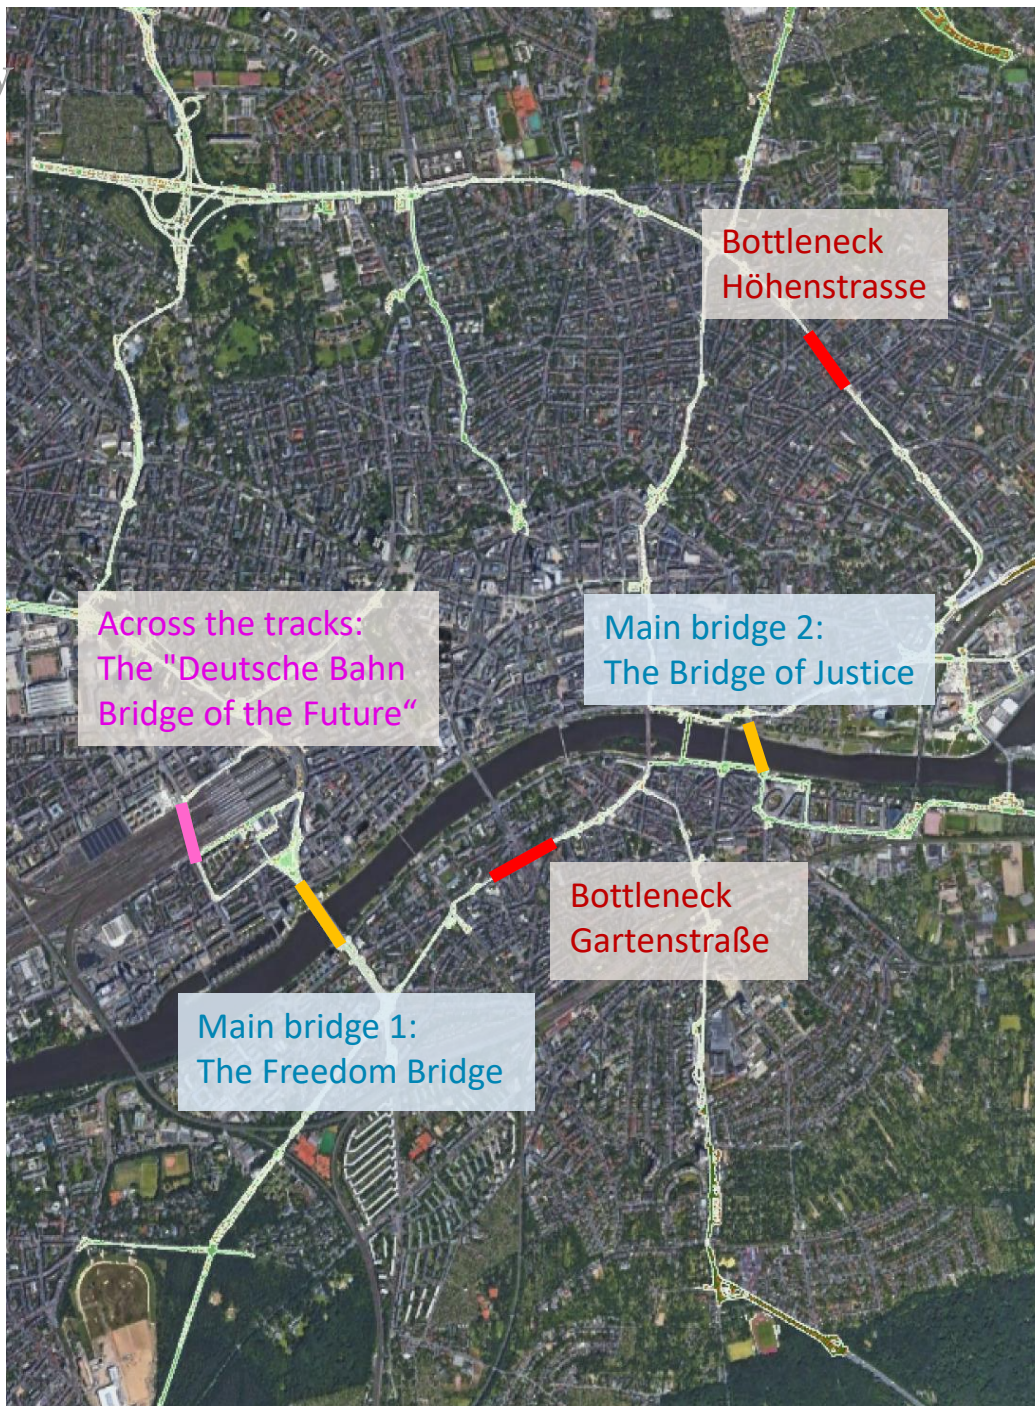 Bottleneck
Höhenstrasse
Across the tracks:
The "Deutsche Bahn
Bridge of the Future“
Main bridge 2:
The Bridge of Justice
Bottleneck
Gartenstraße
Main bridge 1:
The Freedom Bridge